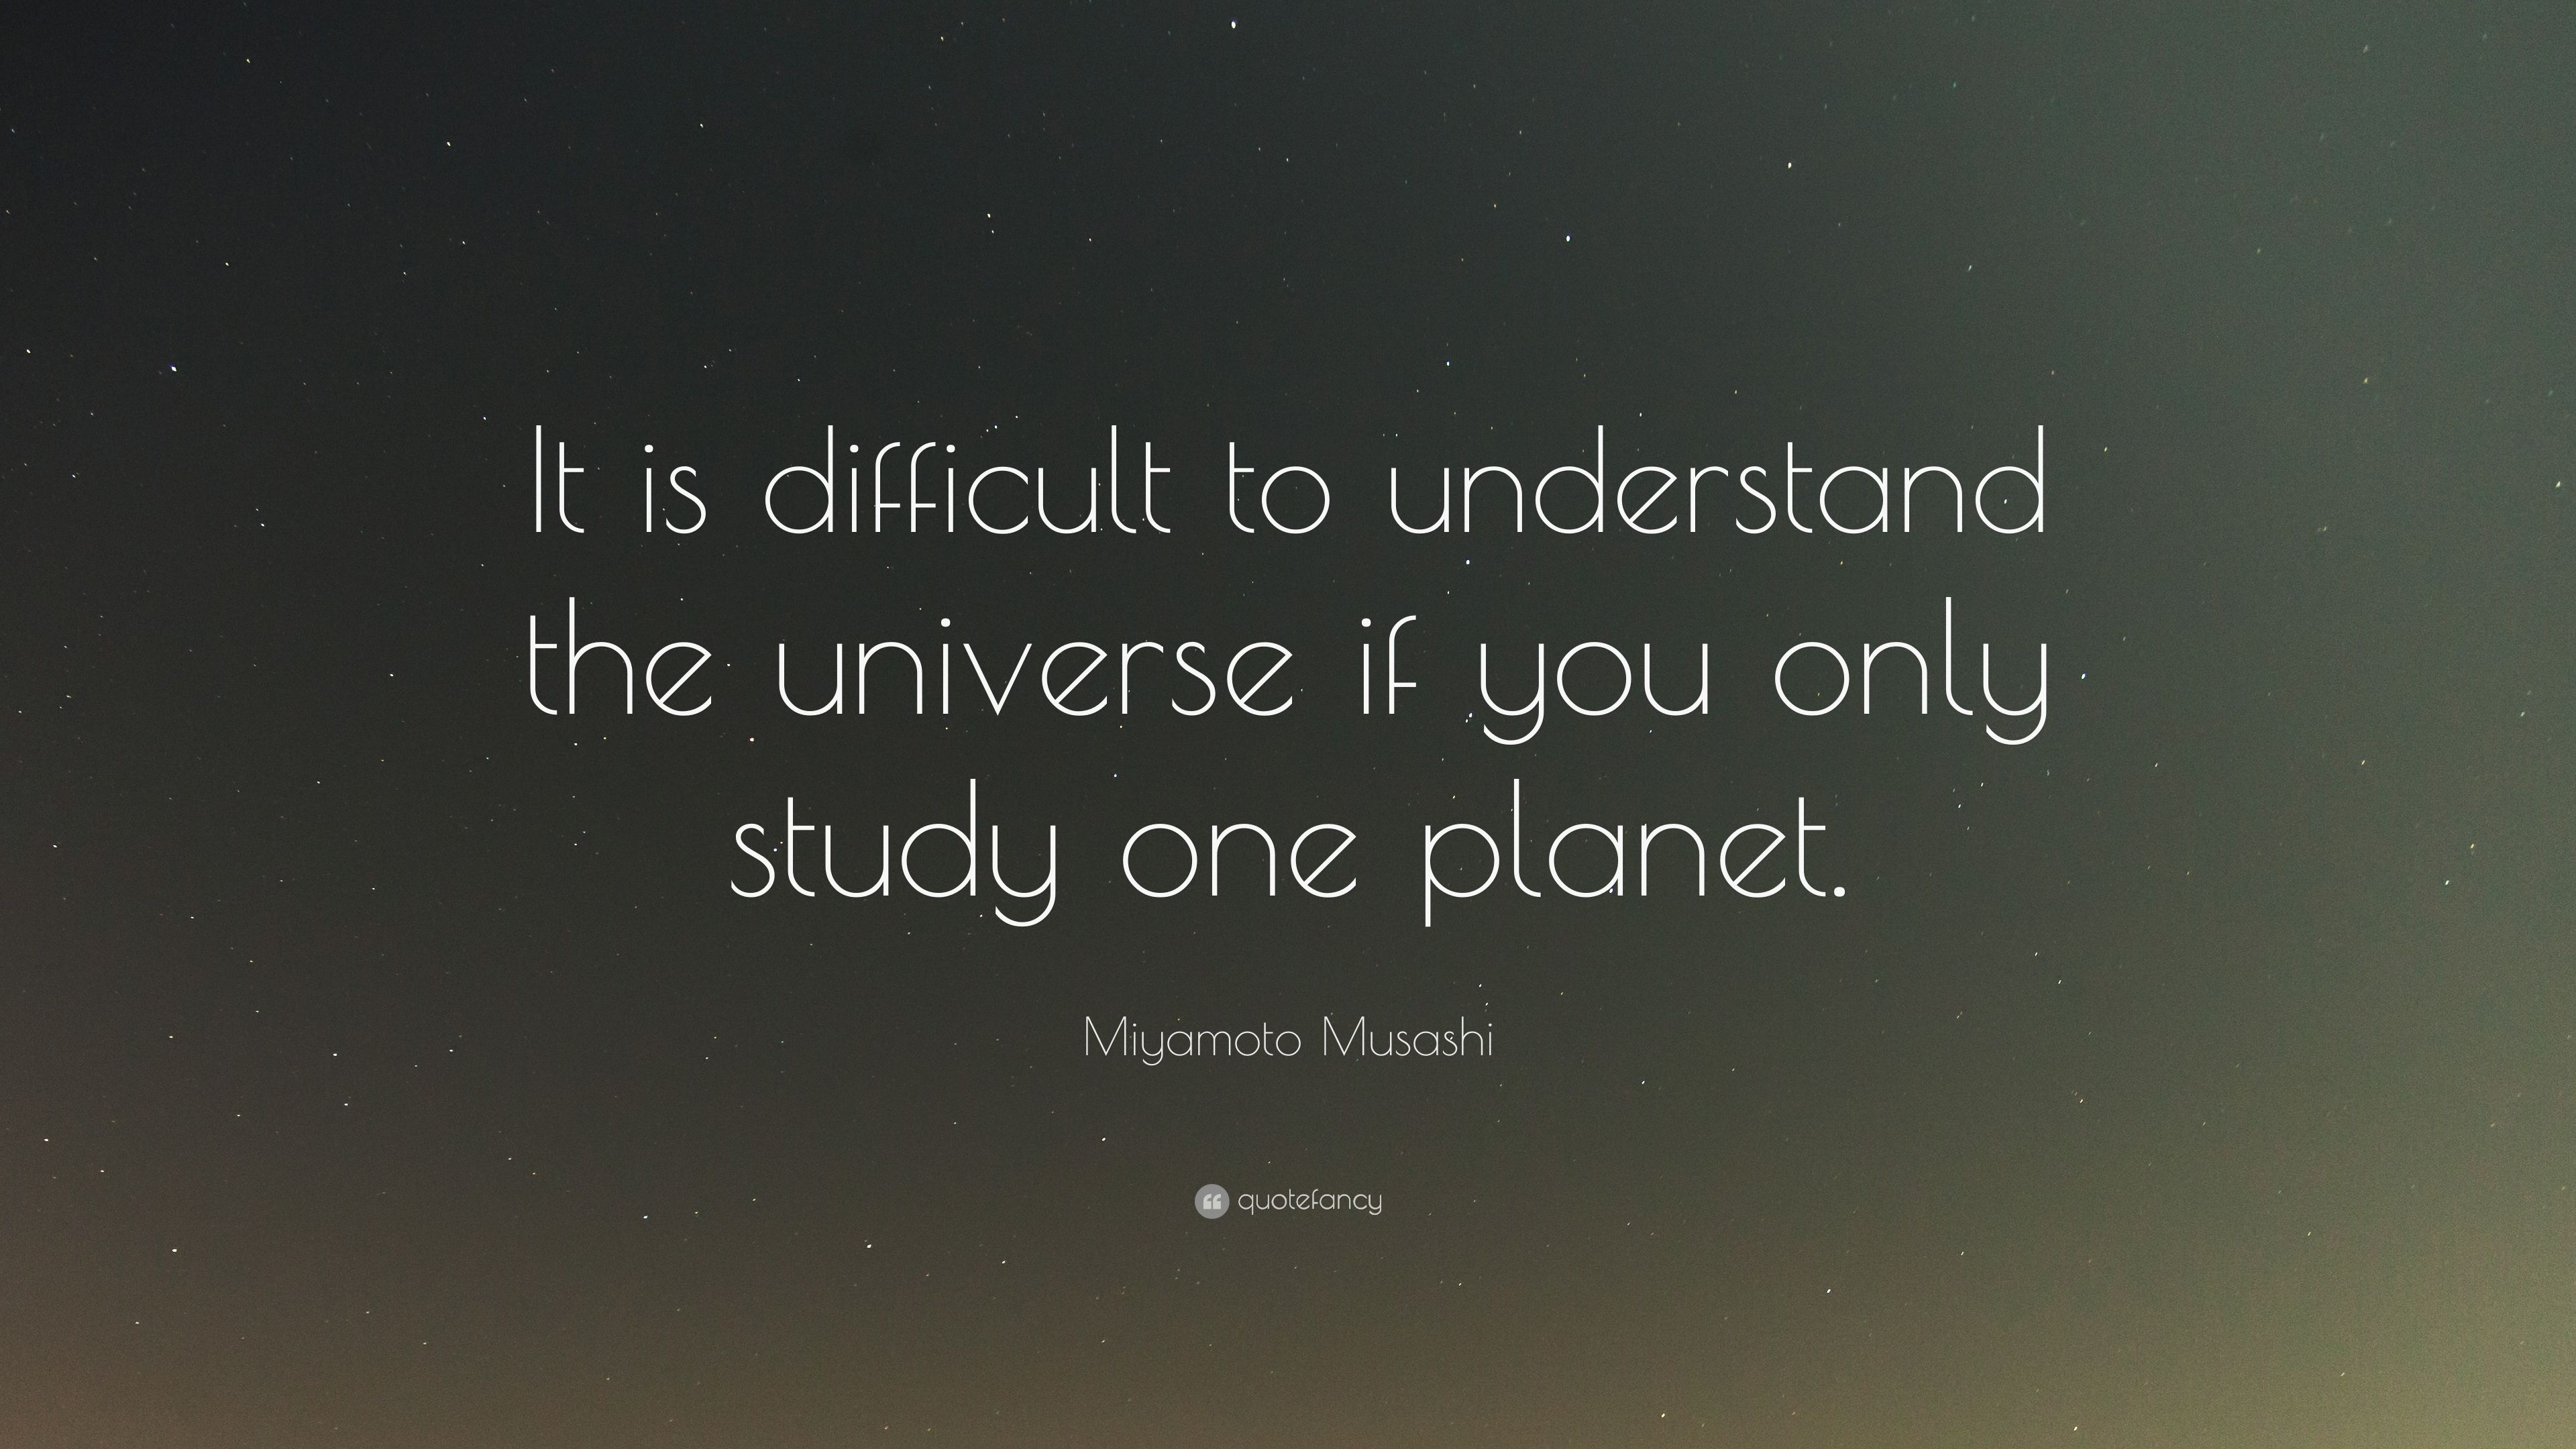 It is difficult to understand
the universe if you only
study one planet.
Miyamoto Musashi
quotefancy